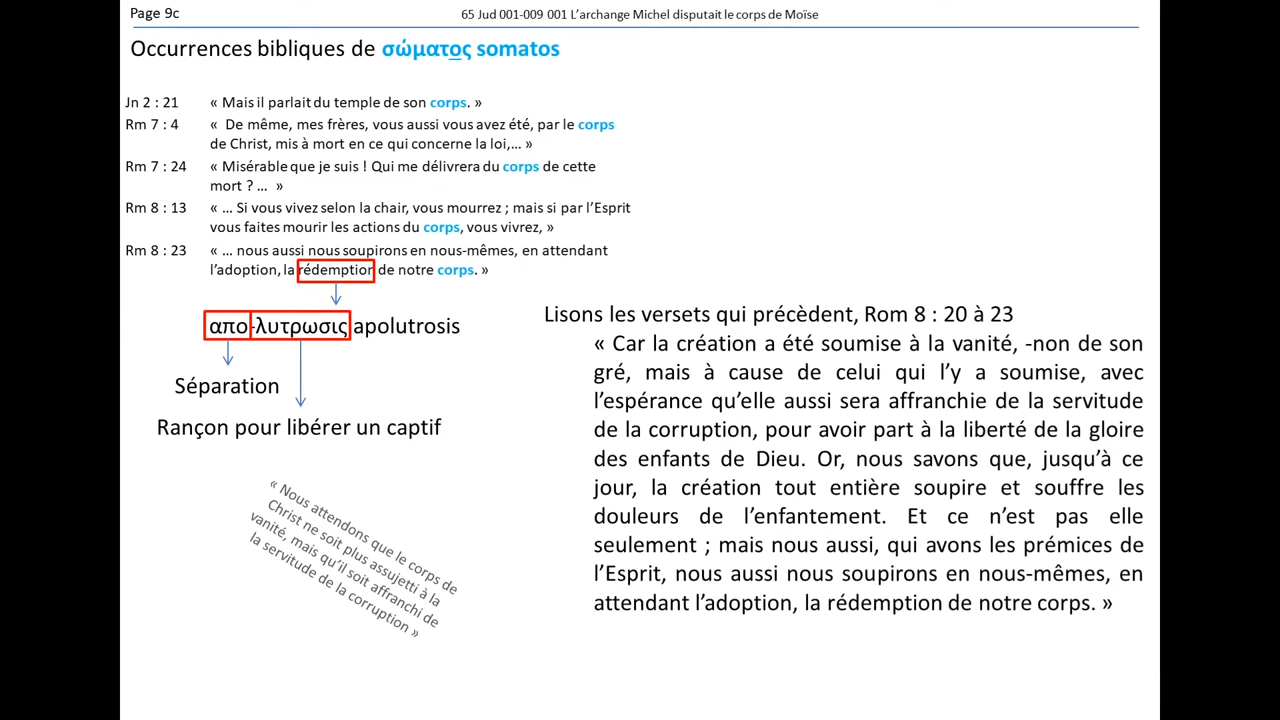 Page 9c
65 Jud 001-009 001 L’archange Michel disputait le corps de Moïse
Occurrences bibliques de σώματος somatos
Jn 2 : 21 « Mais il parlait du temple de son corps. »
Rm 7 : 4 « De même, mes frères, vous aussi vous avez été, par le corps
de Christ, mis à mort en ce qui concerne la loi,... »
Rm 7 : 24 « Misérable que je suis ! Qui me délivrera du corps de cette
mort ? ... »
Rm 8 : 13 « ... Si vous vivez selon la chair, vous mourrez ; mais si par l’Esprit
vous faites mourir les actions du corps, vous vivrez, »
Rm 8 : 23 « ... nous aussi nous soupirons en nous-mêmes, en attendant
l’adoption, la rédemption de notre corps. »
απο-λυτρωσις apolutrosis
Séparation
Rançon pour libérer un captif
« Nous attendons que le corps de
Christ ne soit plus assujetti à la
vanité, mais qu’il soit affranchi de
la servitude de la corruption »
Lisons les versets qui précèdent, Rom 8 : 20 à 23
« Car la création a été soumise à la vanité, -non de son
gré, mais à cause de celui qui l’y a soumise, avec
l’espérance qu’elle aussi sera affranchie de la servitude
de la corruption, pour avoir part à la liberté de la gloire
des enfants de Dieu. Or, nous savons que, jusqu’à ce
jour, la création tout entière soupire et souffre les
douleurs de l’enfantement. Et ce n’est pas elle
seulement ; mais nous aussi, qui avons les prémices de
l’Esprit, nous aussi nous soupirons en nous-mêmes, en
attendant l’adoption, la rédemption de notre corps. »